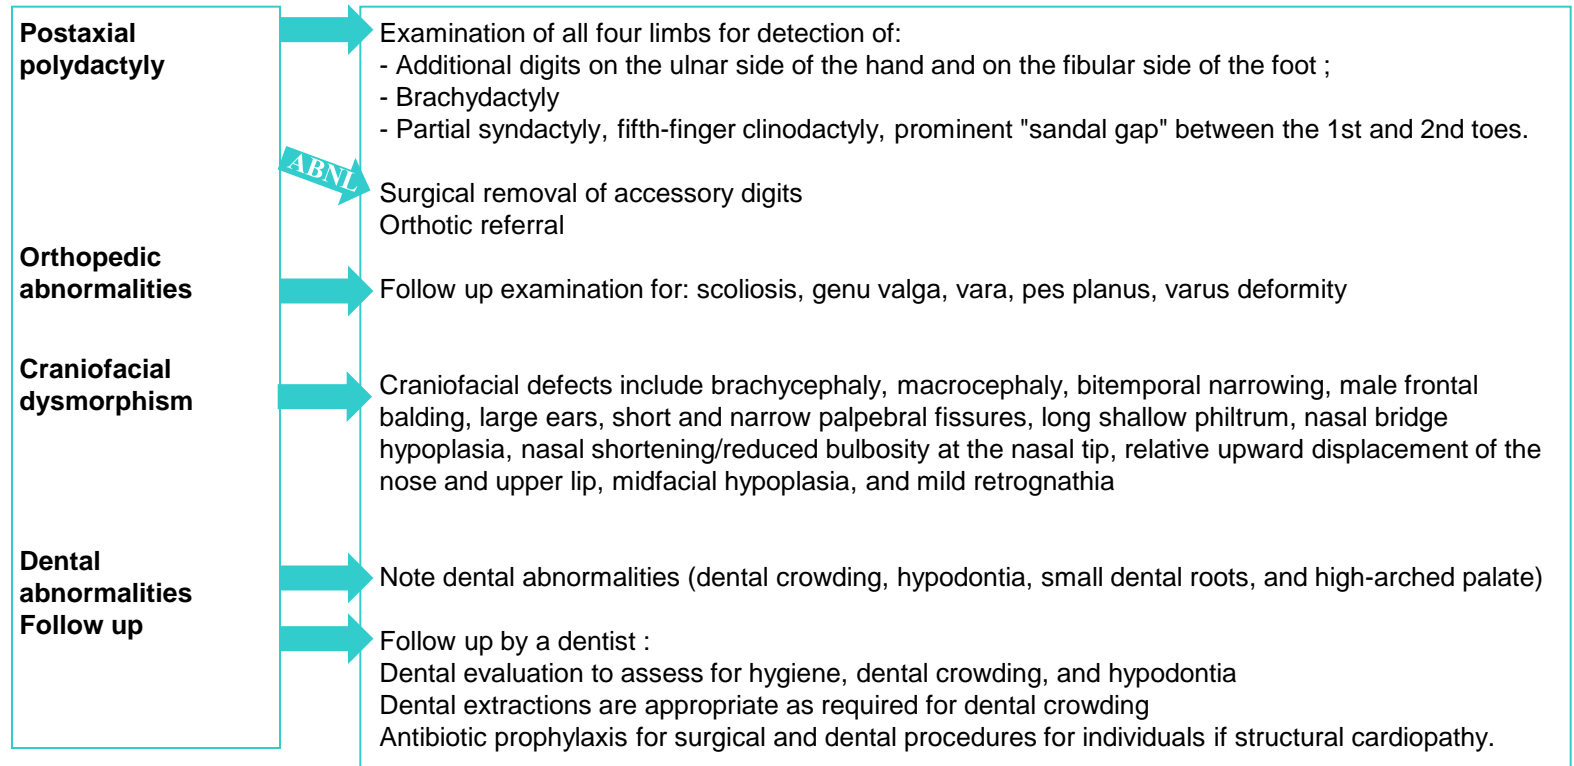 Postaxial
polydactyly
Examination of all four limbs for detection of:
- Additional digits on the ulnar side of the hand and on the fibular side of the foot ;
- Brachydactyly
- Partial syndactyly, fifth-finger clinodactyly, prominent "sandal gap" between the 1st and 2nd toes.
ABNL
Surgical removal of accessory digits
Orthotic referral
Orthopedic
abnormalities
Follow up examination for: scoliosis, genu valga, vara, pes planus, varus deformity
Craniofacial
dysmorphism
Craniofacial defects include brachycephaly, macrocephaly, bitemporal narrowing, male frontal
balding, large ears, short and narrow palpebral fissures, long shallow philtrum, nasal bridge
hypoplasia, nasal shortening/reduced bulbosity at the nasal tip, relative upward displacement of the
nose and upper lip, midfacial hypoplasia, and mild retrognathia
Dental
abnormalities
Follow up
Note dental abnormalities (dental crowding, hypodontia, small dental roots, and high-arched palate)
Follow up by a dentist :
Dental evaluation to assess for hygiene, dental crowding, and hypodontia
Dental extractions are appropriate as required for dental crowding
Antibiotic prophylaxis for surgical and dental procedures for individuals if structural cardiopathy.